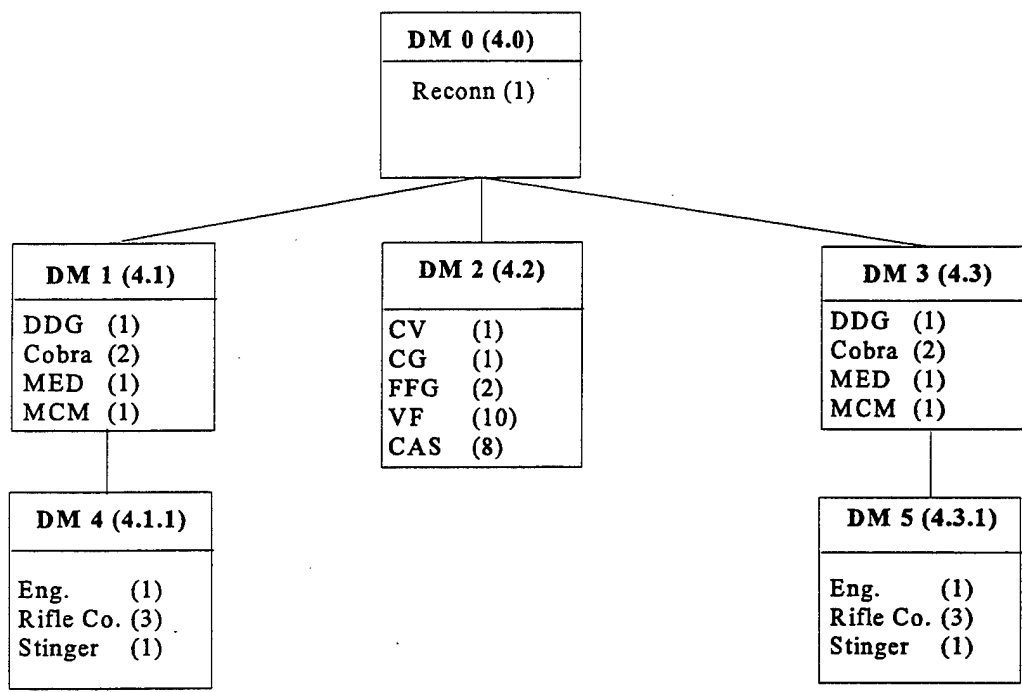 DM 0 (4.0)
Reconn (1)
DM 1 (4.1)
DDG (1)
Cobra (2)
MED (1)
MCM (1)
DM 2 (4.2)
CV (1)
CG (1)
FFG (2)
VF (10)
CAS (8)
DM 3 (4.3)
DDG (1)
Cobra (2)
MED (1)
MCM (1)
DM 4 (4.1.1)
Eng. (1)
Rifle Co. (3)
Stinger (1)
DM 5 (4.3.1)
Eng. (1)
Rifle Co. (3)
Stinger (1)